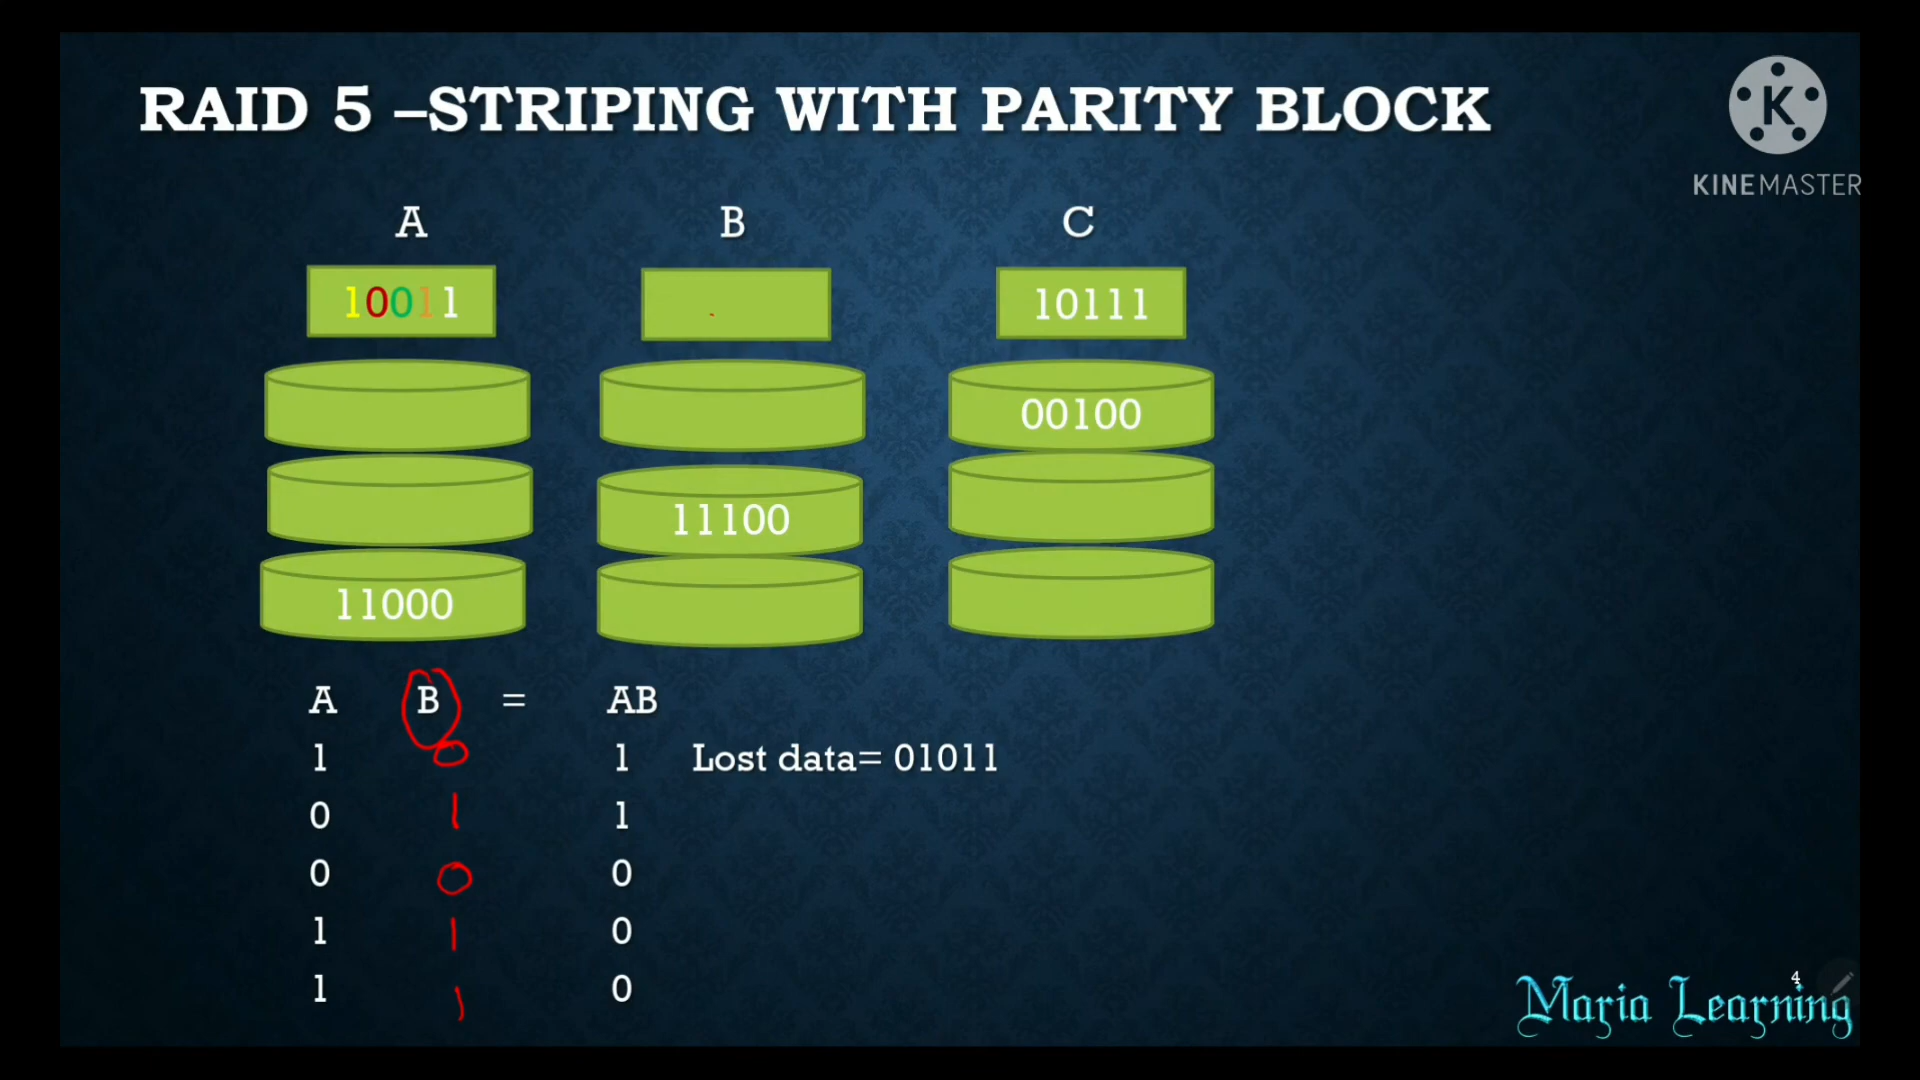 RAID 5 –STRIPING WITH PARITY BLOCK
K
KINEMASTER
A B C
10011 10111
00100
11100
11000
A B = AB
1 0 1 Lost data= 01011
0 1 1
0 0 0
1 1 0
1 1 0
4
Maria Learning